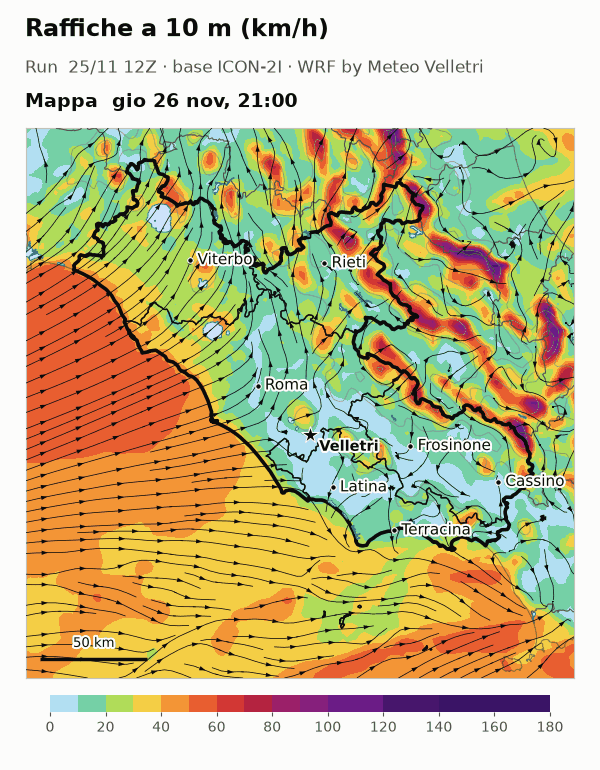 Raffiche a 10 m (km/h)
Run 25/11 12Z · base ICON-2I · WRF by Meteo Velletri
Mappa gio 26 nov, 21:00
Viterbo
Rieti
Roma
Velletri
Frosinone
Latina
Cassino
Terracina
50 km
0 20 40 60 80 100 120 140 160 180